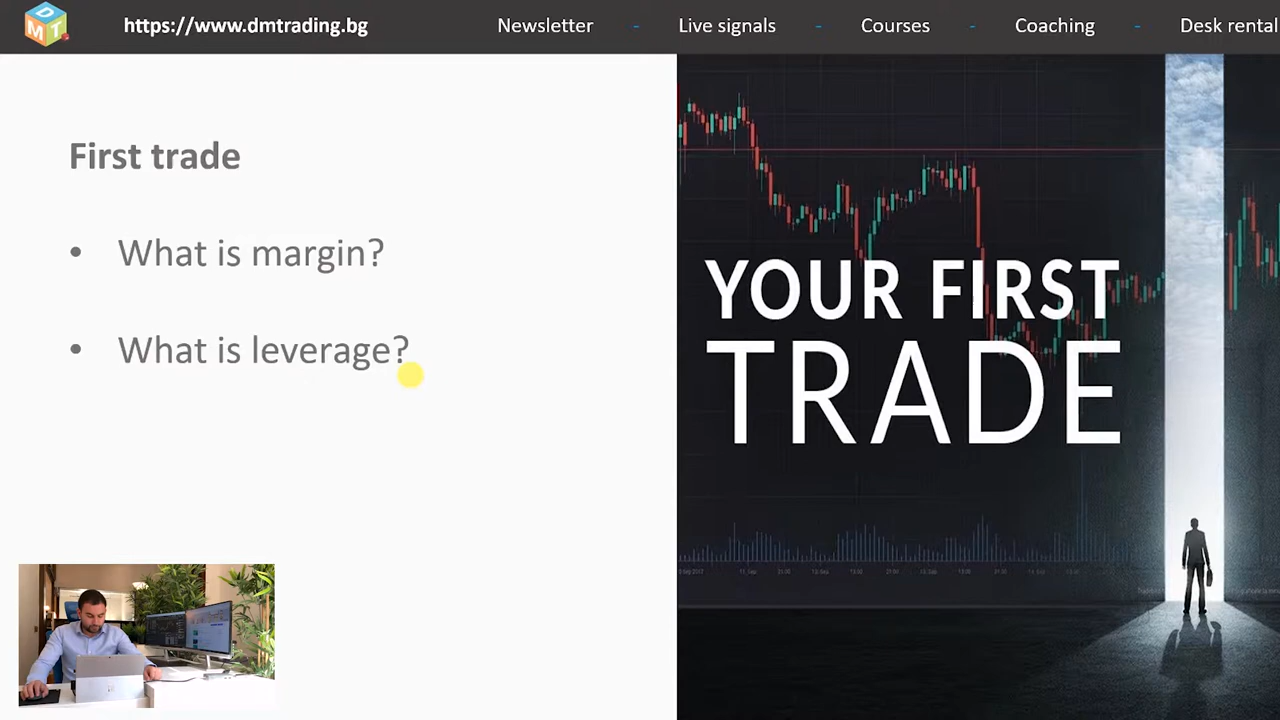 DMT
https://www.dmtrading.bg
Newsletter - Live signals - Courses - Coaching - Desk rental
First trade
• What is margin?
• What is leverage?
YOUR FIRST
TRADE